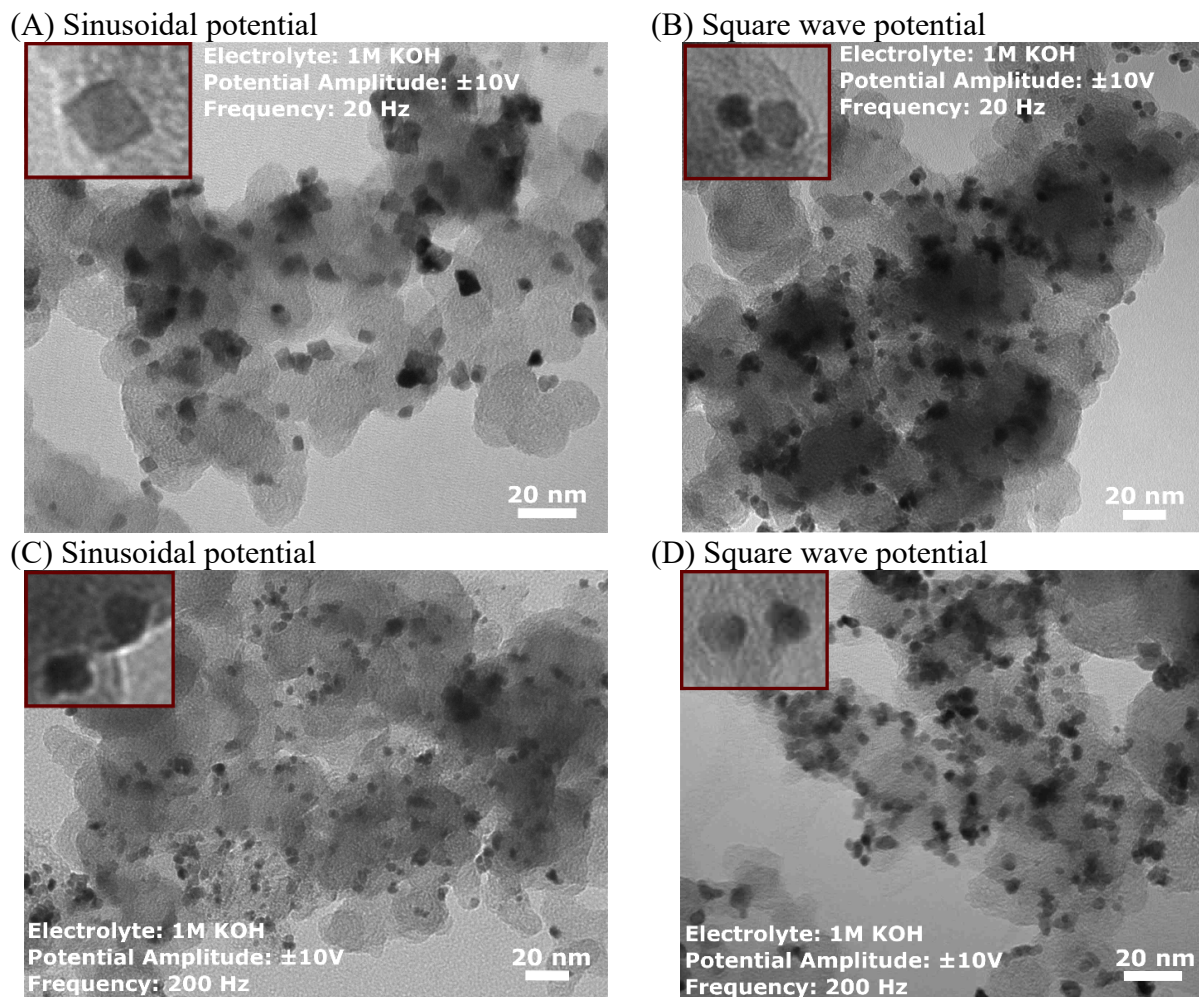 (A) Sinusoidal potential
Electrolyte: 1M KOH
Potential Amplitude: ±10V
Frequency: 20 Hz
20 nm
(B) Square wave potential
Electrolyte: 1M KOH
Potential Amplitude: ±10V
Frequency: 20 Hz
20 nm
(C) Sinusoidal potential
Electrolyte: 1M KOH
Potential Amplitude: ±10V
Frequency: 200 Hz
20 nm
(D) Square wave potential
Electrolyte: 1M KOH
Potential Amplitude: ±10V
Frequency: 200 Hz
20 nm